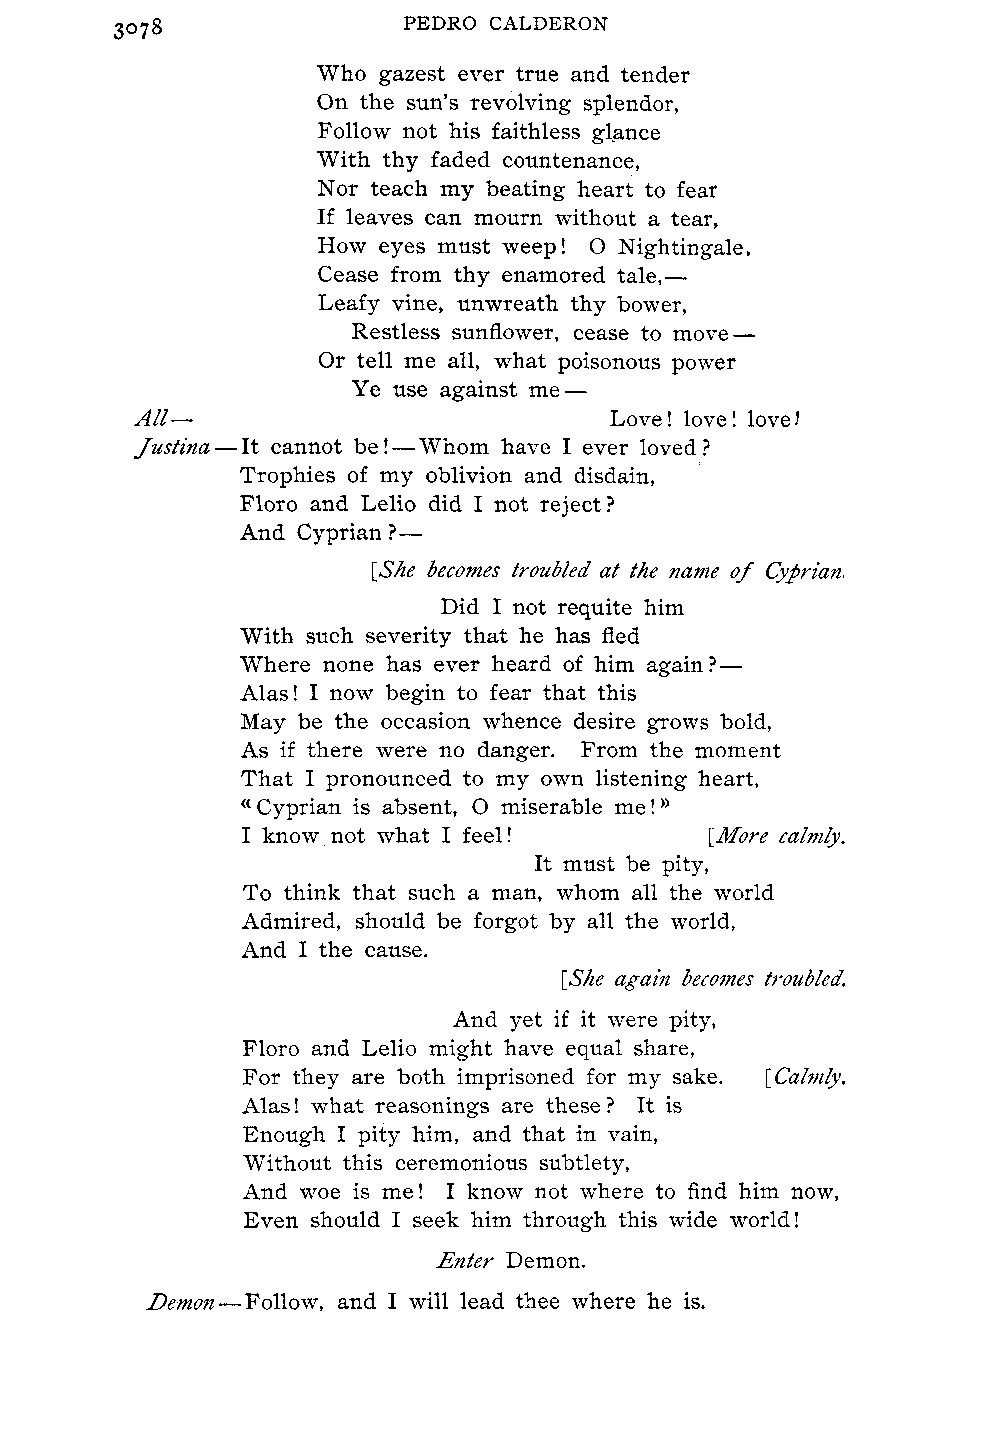 3078 PEDRO CALDERON
Who gazest ever true and tender
On the sun's revolving splendor,
Follow not his faithless glance
With thy faded countenance,
Nor teach my beating heart to fear
If leaves can mourn without a tear,
How eyes must weep! O Nightingale,
Cease from thy enamored tale,—
Leafy vine, unwreath thy bower,
Restless sunflower, cease to move—
Or tell me all, what poisonous power
Ye use against me—
All— Love! love! love!
Justina—It cannot be!—Whom have I ever loved?
Trophies of my oblivion and disdain,
Floro and Lelio did I not reject?
And Cyprian?—
[She becomes troubled at the name of Cyprian.
Did I not requite him
With such severity that he has fled
Where none has ever heard of him again?—
Alas! I now begin to fear that this
May be the occasion whence desire grows bold,
As if there were no danger. From the moment
That I pronounced to my own listening heart,
"Cyprian is absent, O miserable me!"
I know not what I feel! [More calmly.
It must be pity,
To think that such a man, whom all the world
Admired, should be forgot by all the world,
And I the cause.
[She again becomes troubled.
And yet if it were pity,
Floro and Lelio might have equal share,
For they are both imprisoned for my sake. [Calmly.
Alas! what reasonings are these? It is
Enough I pity him, and that in vain,
Without this ceremonious subtlety,
And woe is me! I know not where to find him now,
Even should I seek him through this wide world!
Enter Demon.
Demon—Follow, and I will lead thee where he is.